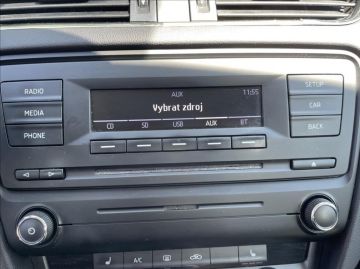 RADIO
MEDIA
PHONE
AUX 11:55
Vybrat zdroj
CD SD USB AUX BT
SETUP
CAR
BACK
A/C